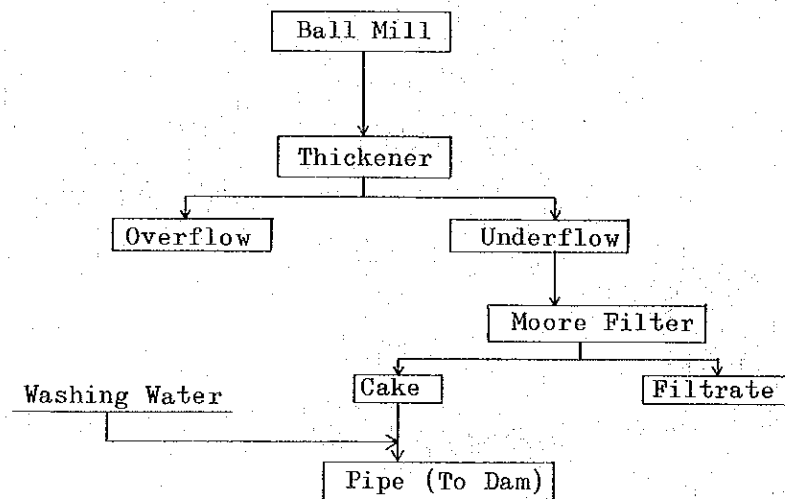 Ball Mill
Thickener
Overflow
Underflow
Moore Filter
Washing Water
Cake
Filtrate
Pipe (To Dam)